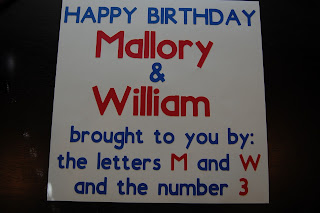 HAPPY BIRTHDAY
Mallory
&
William
brought to you by:
the letters M and W
and the number 3